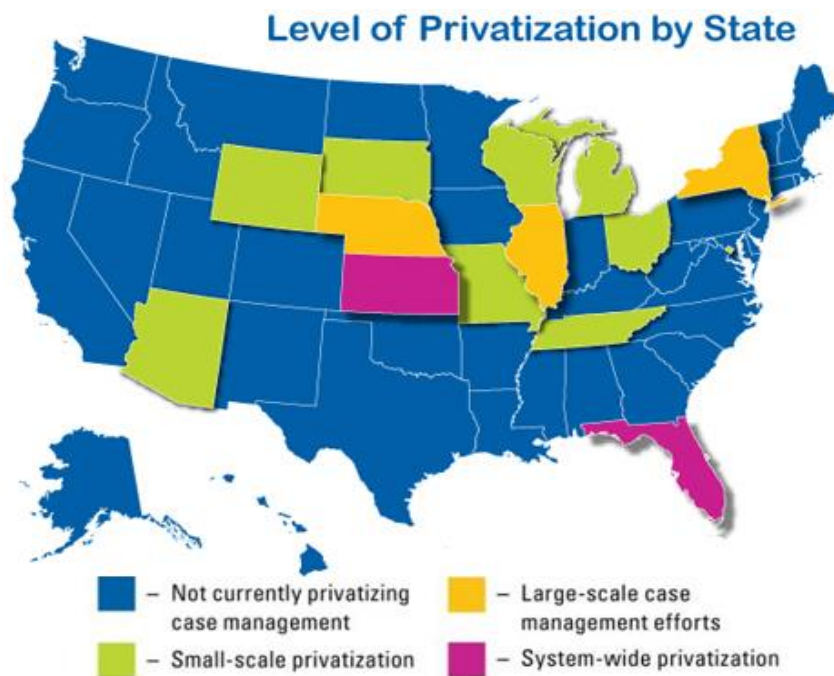 Level of Privatization by State
– Not currently privatizing
case management
– Small-scale privatization
– Large-scale case
management efforts
– System-wide privatization